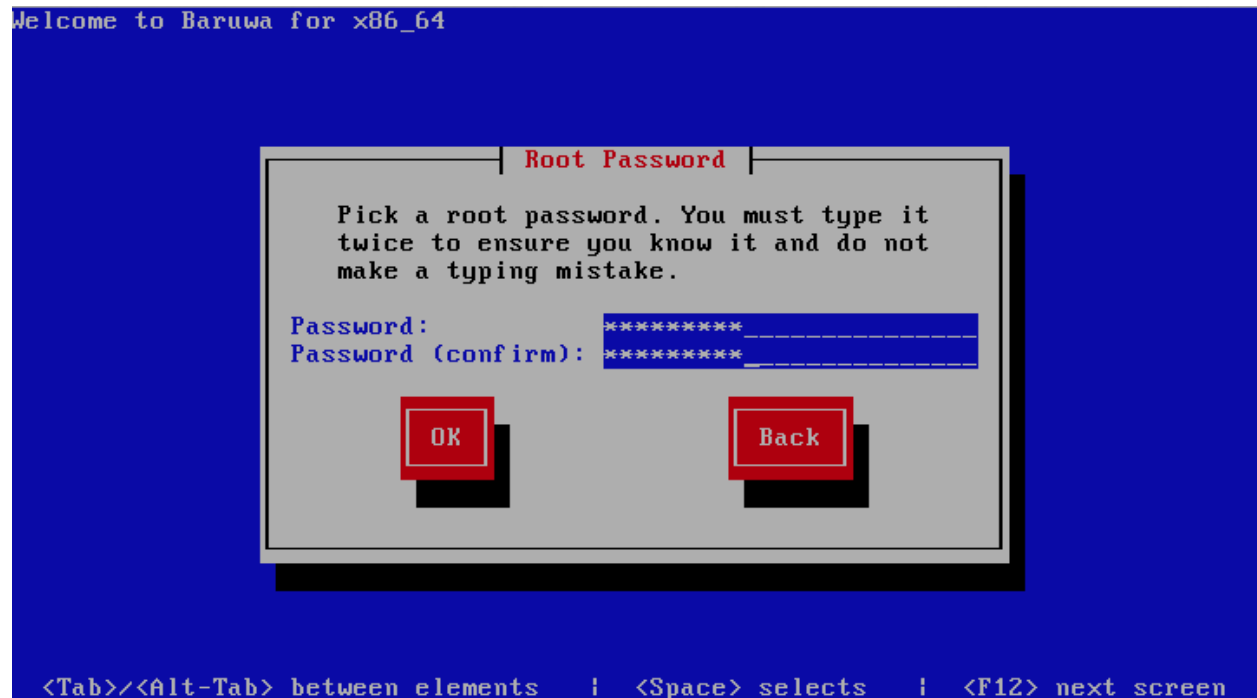 Welcome to Baruwa for x86_64
Root Password
Pick a root password. You must type it
twice to ensure you know it and do not
make a typing mistake.
Password: *********_______________
Password (confirm): *********_______________
OK Back
<Tab>/<Alt-Tab> between elements | <Space> selects | <F12> next screen